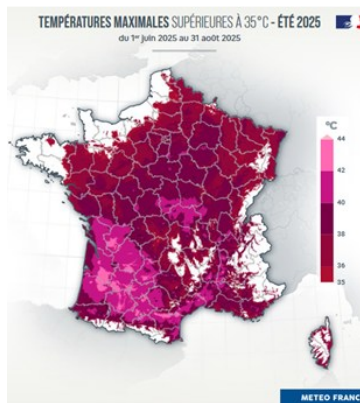 TEMPÉRATURES MAXIMALES SUPÉRIEURES À 35°C - ÉTÉ 2025
du 1er juin 2025 au 31 août 2025
°C
44
42
40
38
36
35
METEO FRANC